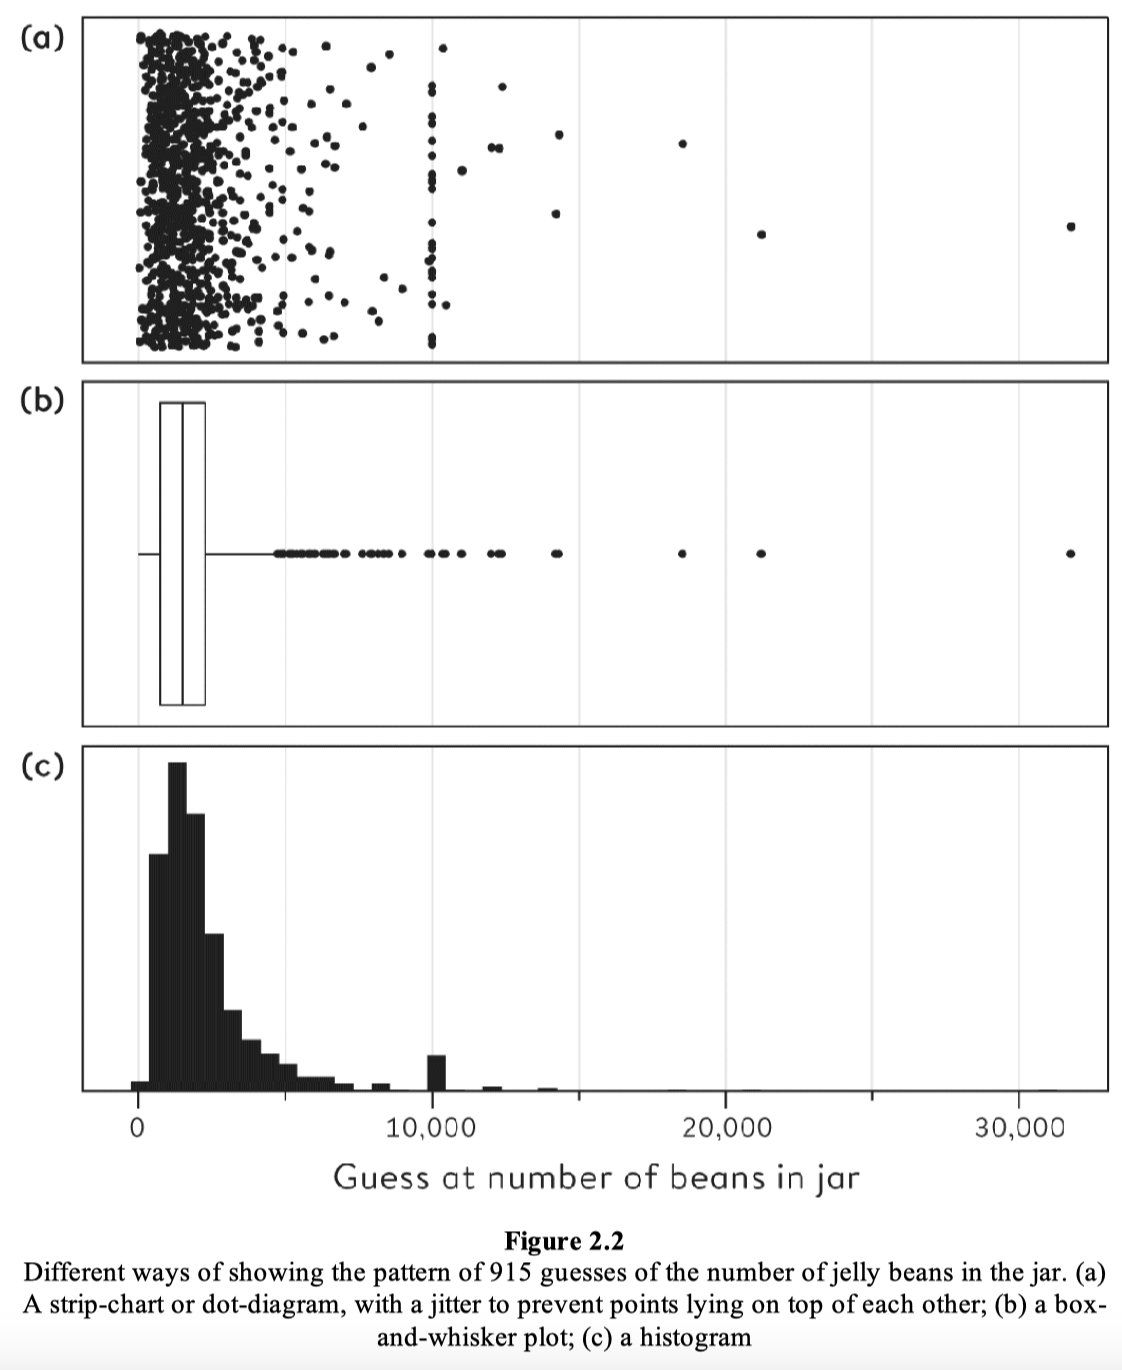 (a)
(b)
(c)
0 10,000 20,000 30,000
Guess at number of beans in jar
Figure 2.2
Different ways of showing the pattern of 915 guesses of the number of jelly beans in the jar. (a)
A strip-chart or dot-diagram, with a jitter to prevent points lying on top of each other; (b) a box-
and-whisker plot; (c) a histogram